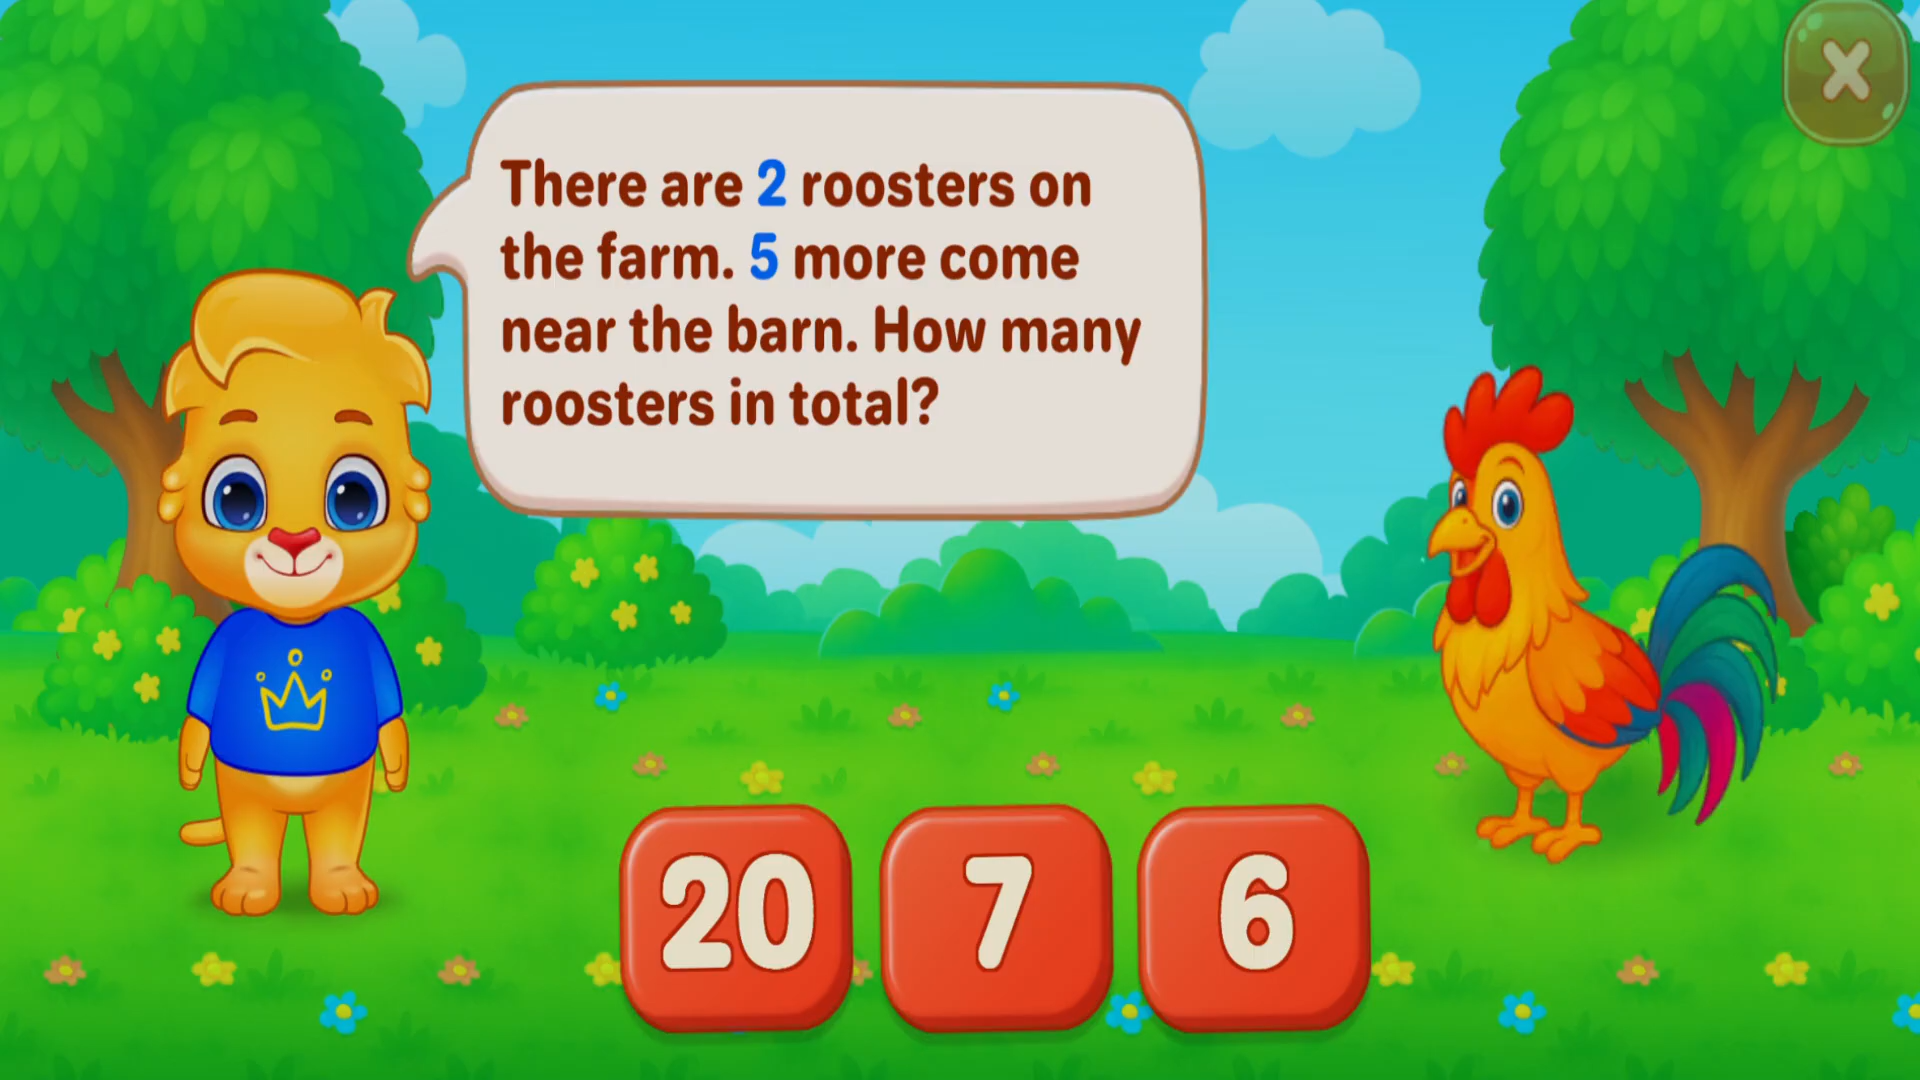 There are 2 roosters on
the farm. 5 more come
near the barn. How many
roosters in total?
20 7 6